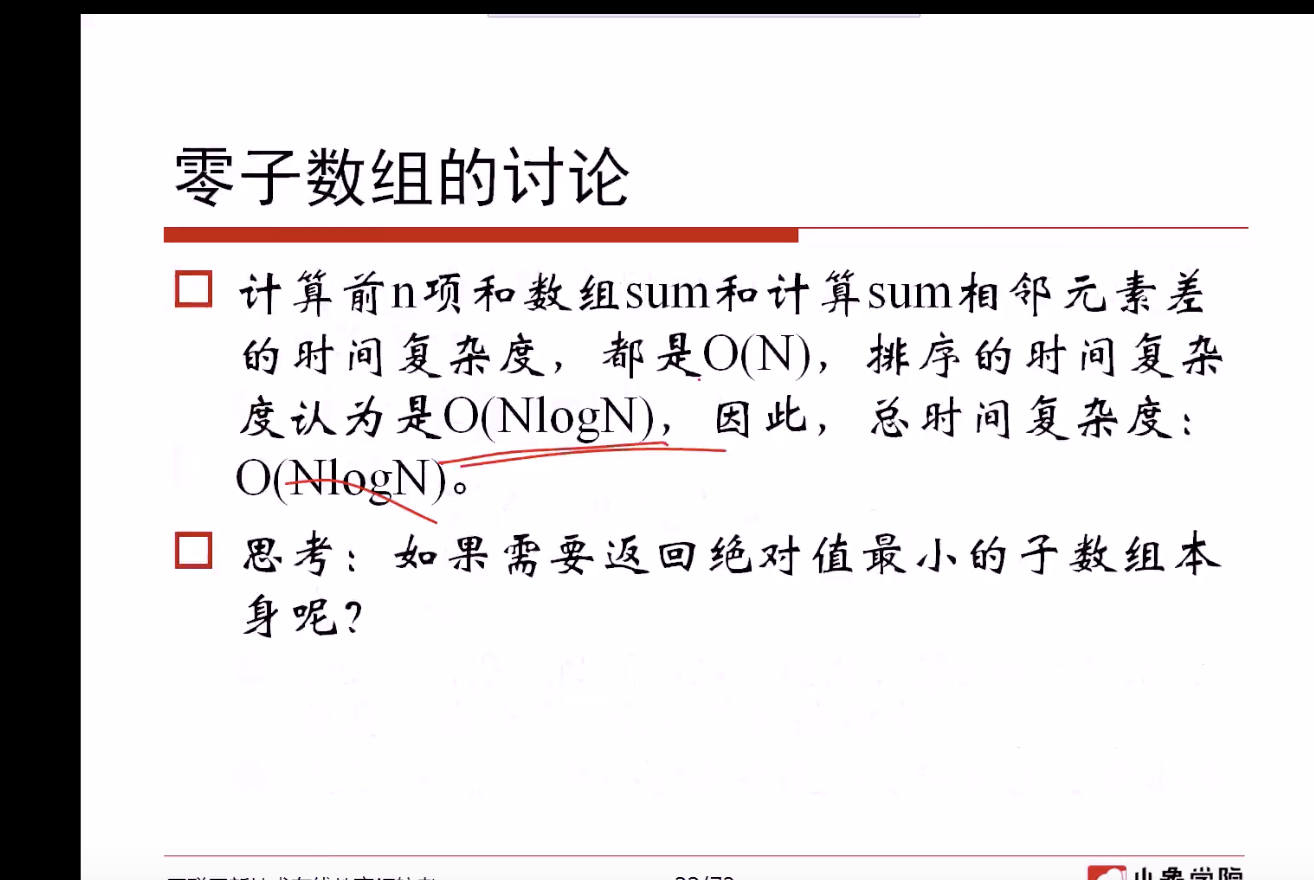 零子数组的讨论
计算前n项和数组sum和计算sum相邻元素差
的时间复杂度，都是O(N)，排序的时间复杂
度认为是O(NlogN)，因此，总时间复杂度：
O(NlogN)。
思考：如果需要返回绝对值最小的子数组本
身呢？
小象学院